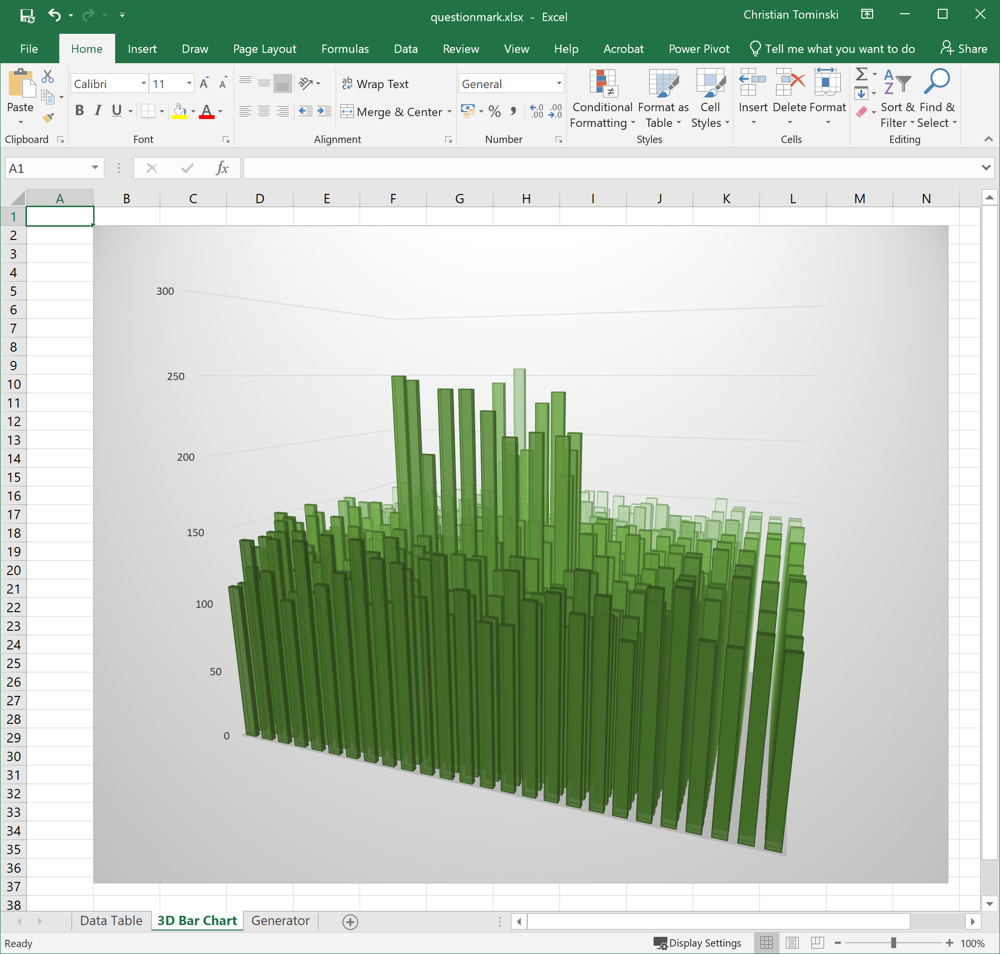 questionmark.xlsx - Excel
Christian Tominski
File Home Insert Draw Page Layout Formulas Data Review View Help Acrobat Power Pivot Tell me what you want to do Share
Paste
Clipboard
Calibri 11 A A
B I U A
Font
ab Wrap Text
Merge & Center
Alignment
General
% ,
Number
Conditional Formatting
Format as Table
Cell Styles
Styles
Insert Delete Format
Cells
Sort & Filter
Find & Select
Editing
A1 fx
A B C D E F G H I J K L M N
1
2
3
4
5
6
7
8
9
10
11
12
13
14
15
16
17
18
19
20
21
22
23
24
25
26
27
28
29
30
31
32
33
34
35
36
37
38
300
250
200
150
100
50
0
Data Table 3D Bar Chart Generator
Ready Display Settings 100%